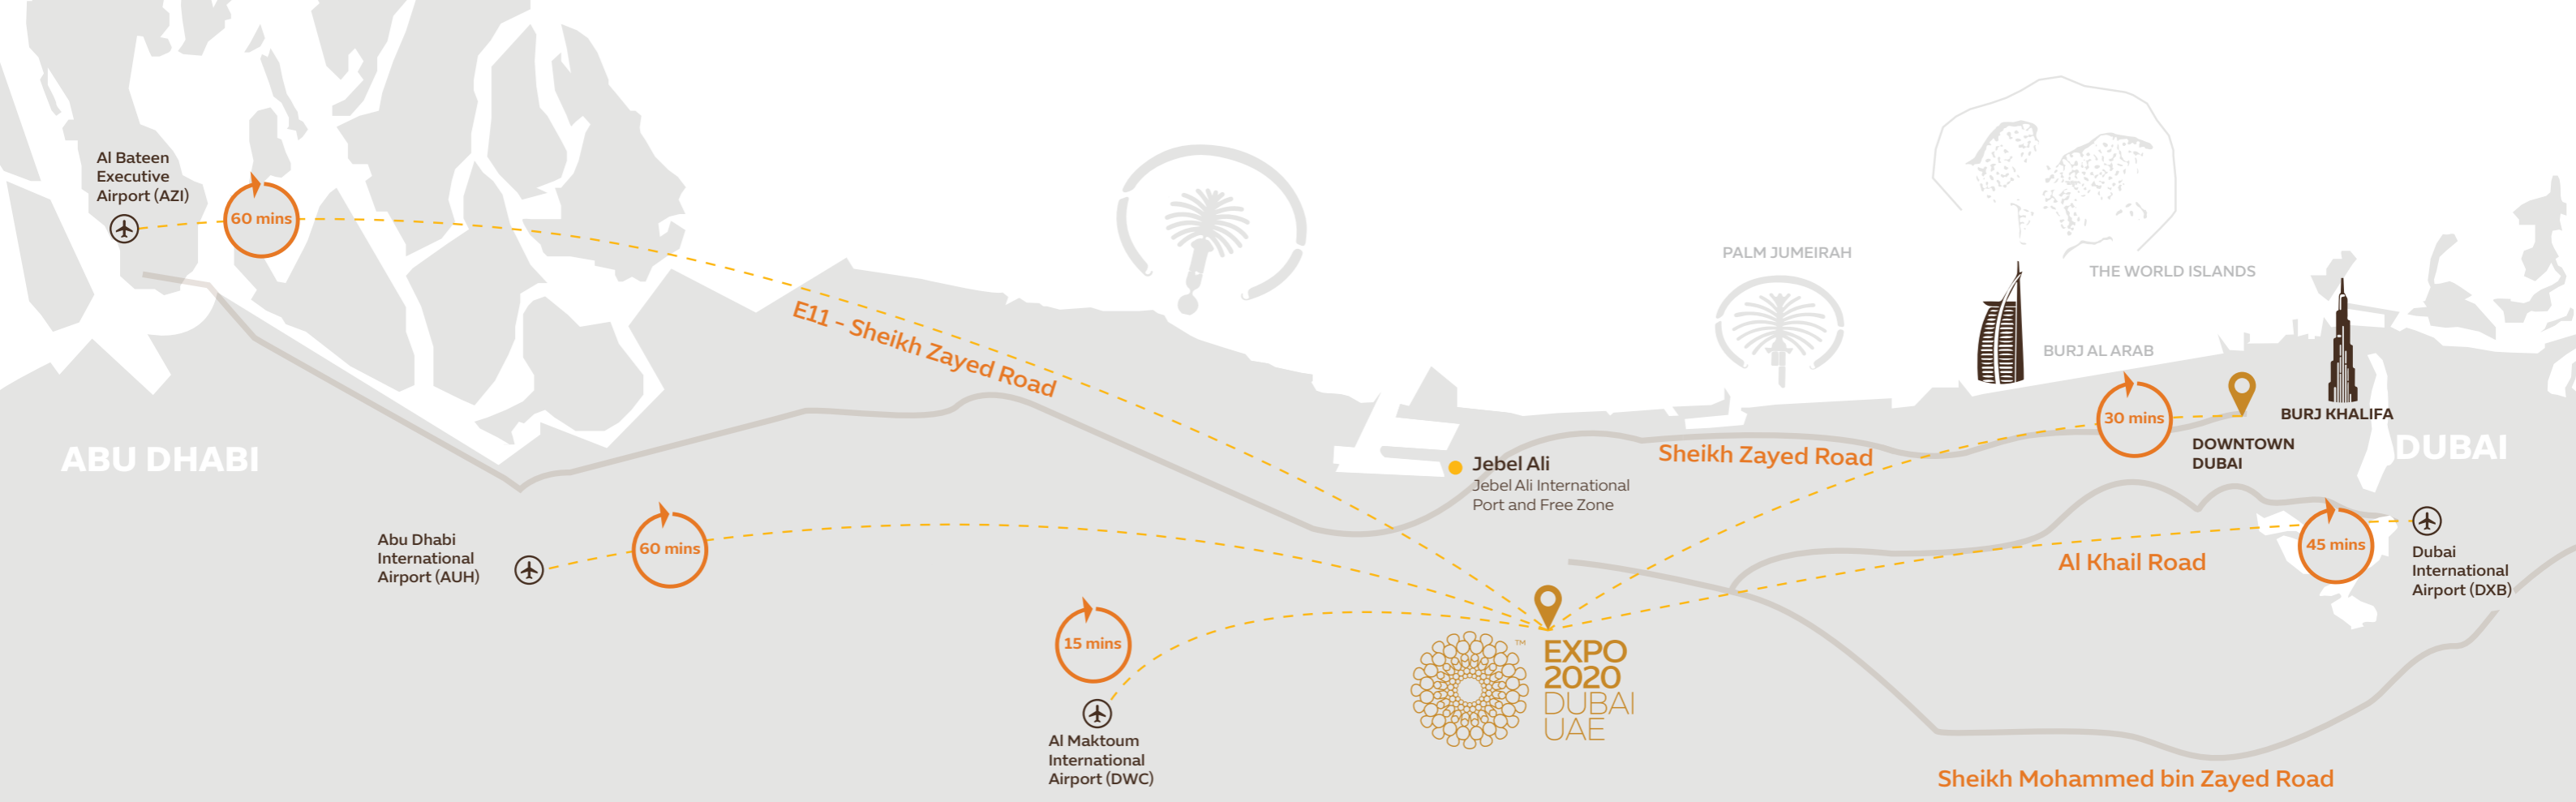 Al Bateen
Executive
Airport (AZI)
60 mins
E11 - Sheikh Zayed Road
ABU DHABI
Abu Dhabi
International
Airport (AUH)
60 mins
15 mins
Al Maktoum
International
Airport (DWC)
Jebel Ali
Jebel Ali International
Port and Free Zone
EXPO
2020
DUBAI
UAE
TM
PALM JUMEIRAH
THE WORLD ISLANDS
BURJ AL ARAB
Sheikh Zayed Road
30 mins
BURJ KHALIFA
DOWNTOWN
DUBAI
DUBAI
Al Khail Road
45 mins
Dubai
International
Airport (DXB)
Sheikh Mohammed bin Zayed Road